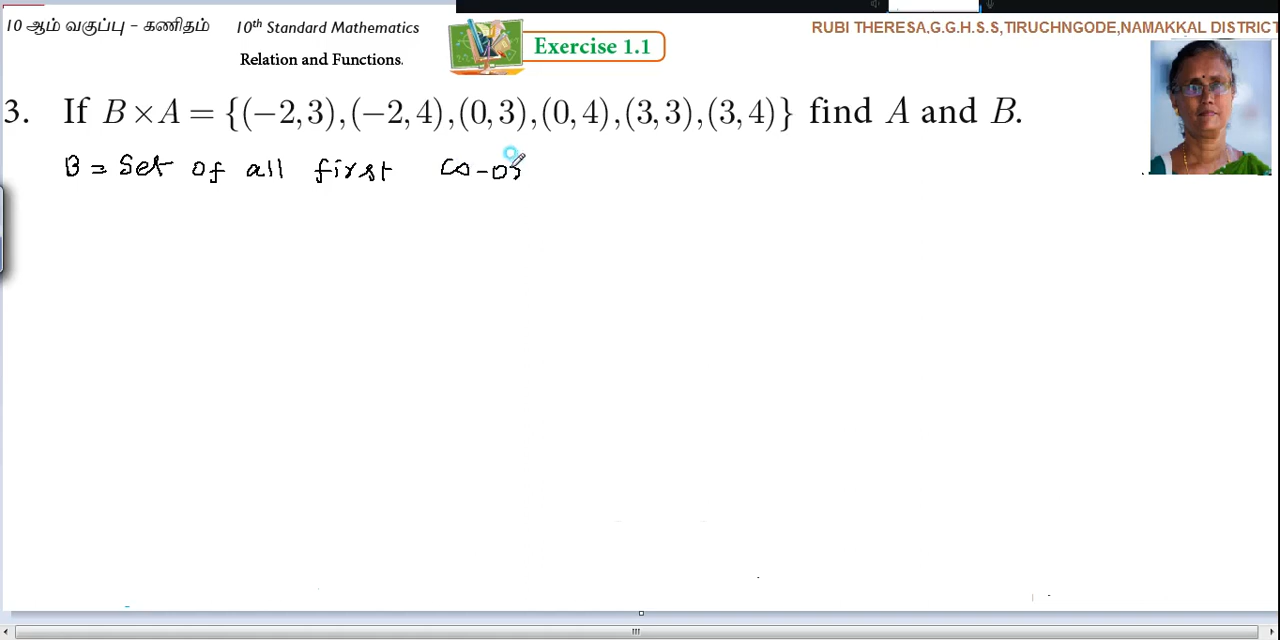 10 ஆம் வகுப்பு – கணிதம்
10th Standard Mathematics
Relation and Functions.
Exercise 1.1
RUBI THERESA,G.G.H.S.S,TIRUCHNGODE,NAMAKKAL DISTRICT
3. If B × A = {(−2,3),(−2,4),(0,3),(0,4),(3,3),(3,4)} find A and B.
B = Set of all first co-or